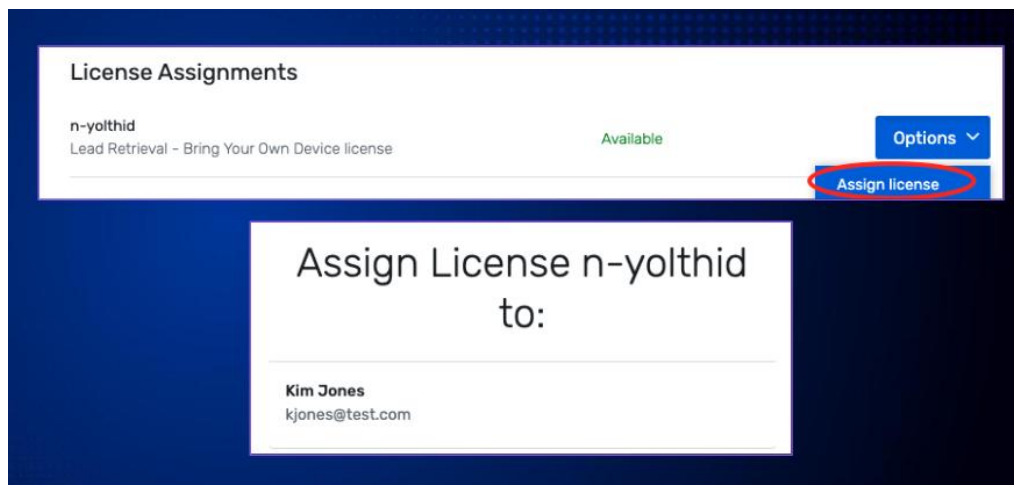 License Assignments
n-yolthid
Lead Retrieval - Bring Your Own Device license
Available
Options
Assign license
Assign License n-yolthid
to:
Kim Jones
kjones@test.com